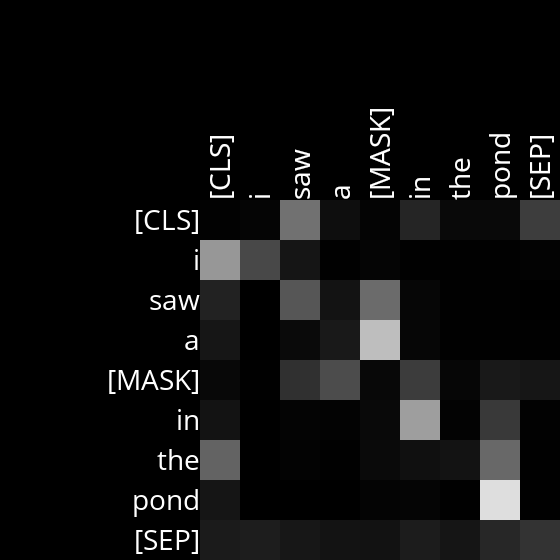 [CLS] i saw a [MASK] in the pond [SEP]
[CLS]
i
saw
a
[MASK]
in
the
pond
[SEP]